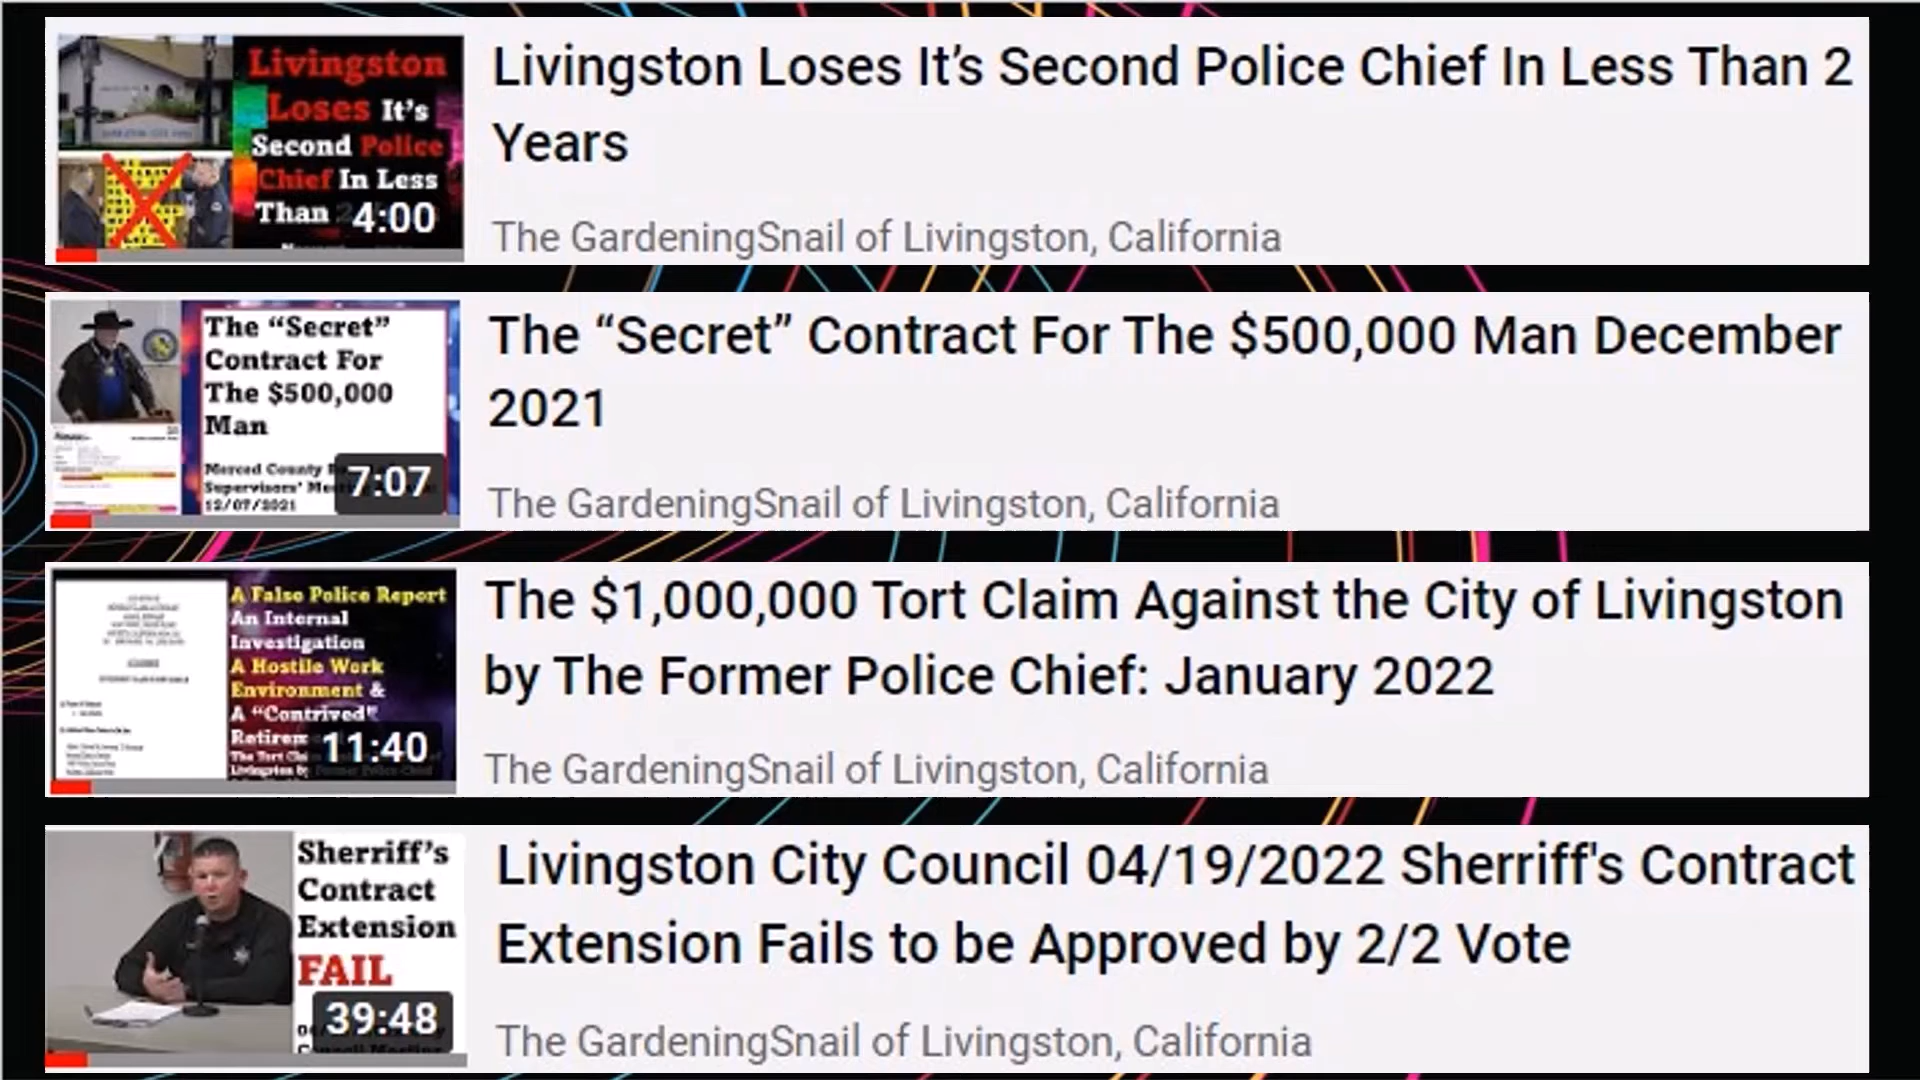 Livingston
Loses It’s
Second Police
Chief In Less
Than
4:00
Livingston Loses It’s Second Police Chief In Less Than 2
Years
The GardeningSnail of Livingston, California
The “Secret”
Contract For
The $500,000
Man
Merced County
Supervisors’
12/07/2021
7:07
The “Secret” Contract For The $500,000 Man December
2021
The GardeningSnail of Livingston, California
A False Police Report
An Internal
Investigation
A Hostile Work
Environment &
A “Contrived”
11:40
The $1,000,000 Tort Claim Against the City of Livingston
by The Former Police Chief: January 2022
The GardeningSnail of Livingston, California
Sherriff’s
Contract
Extension
FAIL
39:48
Livingston City Council 04/19/2022 Sherriff's Contract
Extension Fails to be Approved by 2/2 Vote
The GardeningSnail of Livingston, California